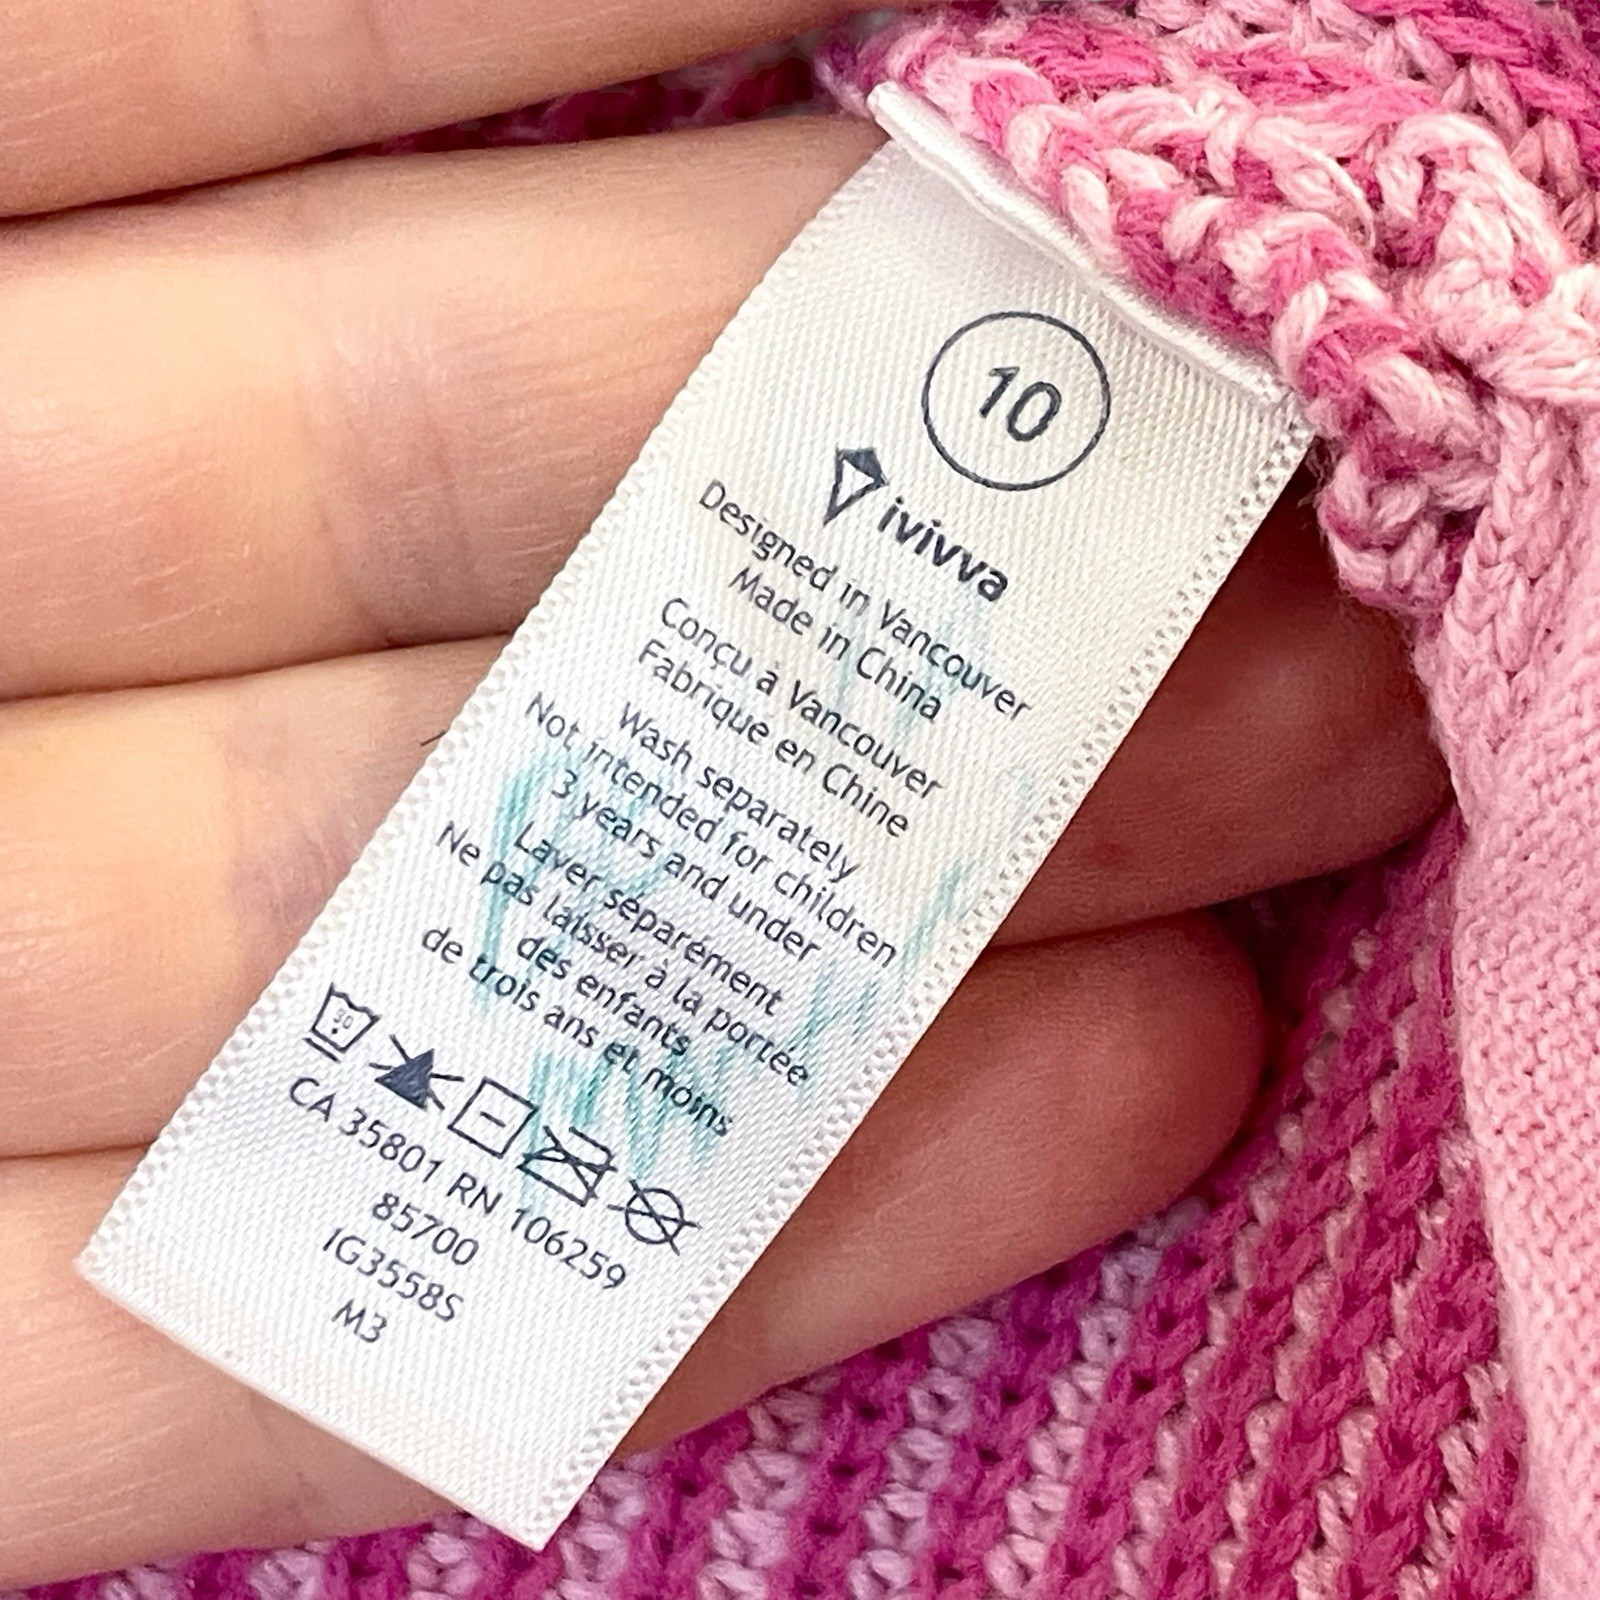 10
ivivva
Designed in Vancouver
Made in China
Conçu à Vancouver
Fabrique en Chine
Wash separately
Not intended for children
3 years and under
Laver séparément
Ne pas laisser à la portée
des enfants
de trois ans et moins
30
CA 35801 RN 106259
85700
IG3558S
M3